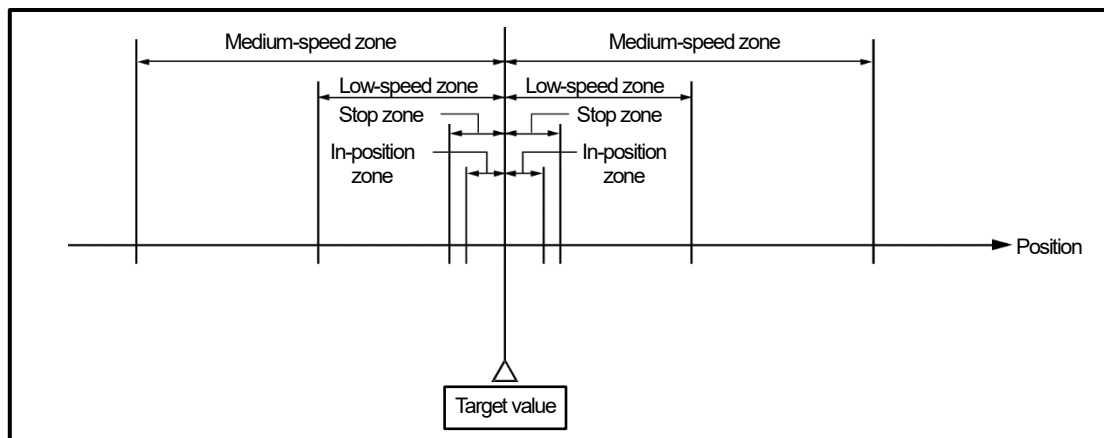 Medium-speed zone Medium-speed zone
Low-speed zone Low-speed zone
Stop zone Stop zone
In-position zone In-position zone
Position
Target value